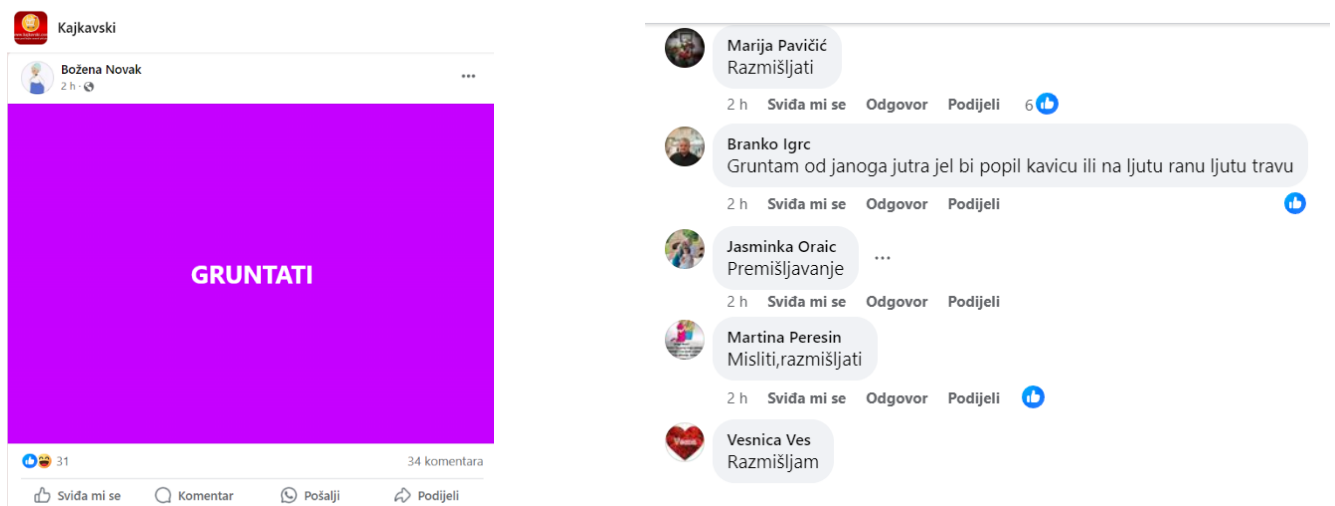 Kajkavski
Božena Novak
2 h ·
GRUNTATI
31
34 komentara
Sviđa mi se
Komentar
Pošalji
Podijeli
Marija Pavičić
Razmišljati
2 h Sviđa mi se Odgovor Podijeli 6
Branko Igrc
Gruntam od janoga jutra jel bi popil kavicu ili na ljutu ranu ljutu travu
2 h Sviđa mi se Odgovor Podijeli
Jasminka Oraic
Premišljavanje
2 h Sviđa mi se Odgovor Podijeli
Martina Peresin
Misliti,razmišljati
2 h Sviđa mi se Odgovor Podijeli
Vesnica Ves
Razmišljam